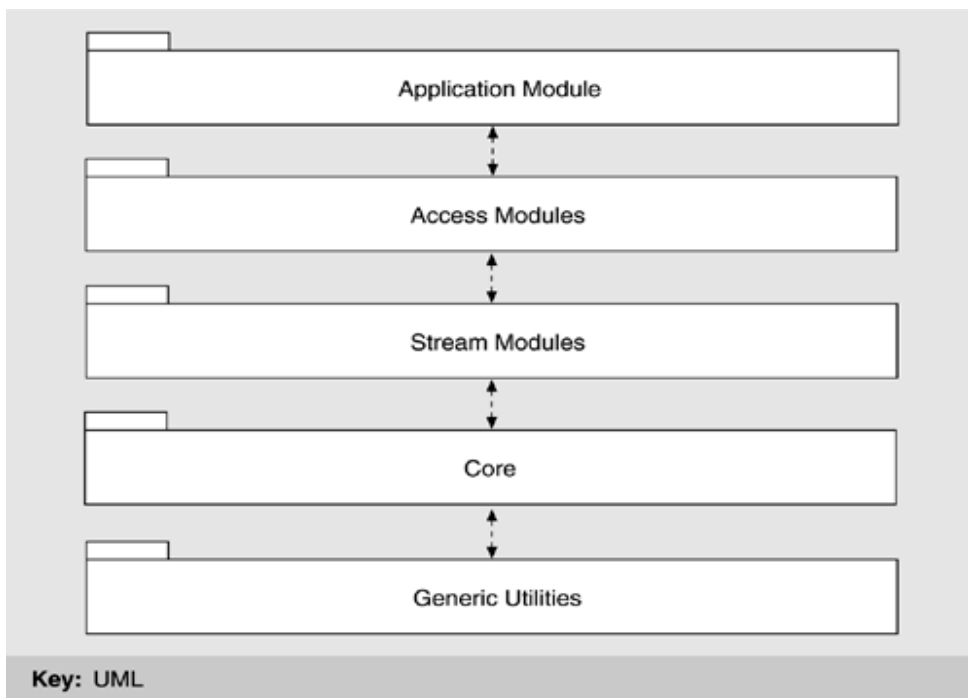 Application Module
Access Modules
Stream Modules
Core
Generic Utilities
Key: UML